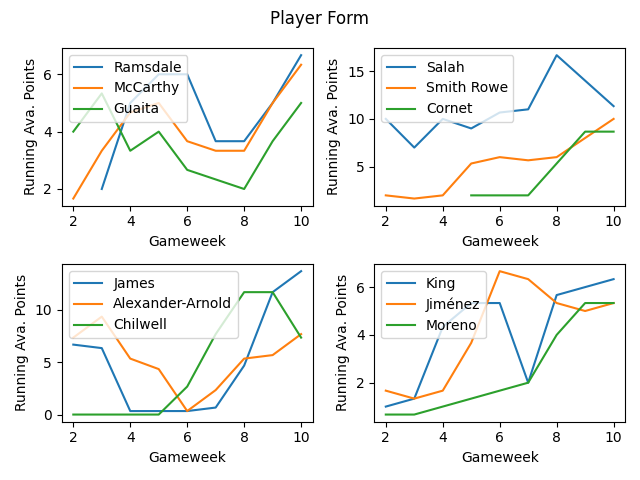 Player Form
Running Ava. Points
6
4
2
Ramsdale
McCarthy
Guaita
2 4 6 8 10
Gameweek
Running Ava. Points
15
10
5
Salah
Smith Rowe
Cornet
2 4 6 8 10
Gameweek
Running Ava. Points
10
5
0
James
Alexander-Arnold
Chilwell
2 4 6 8 10
Gameweek
Running Ava. Points
6
4
2
King
Jiménez
Moreno
2 4 6 8 10
Gameweek